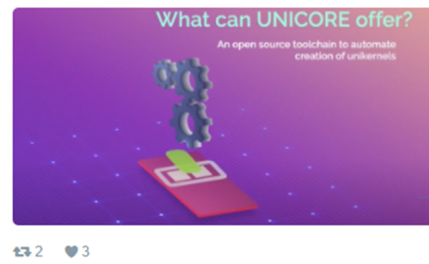 What can UNICORE offer?
An open source toolchain to automate
creation of unikernels
2 3